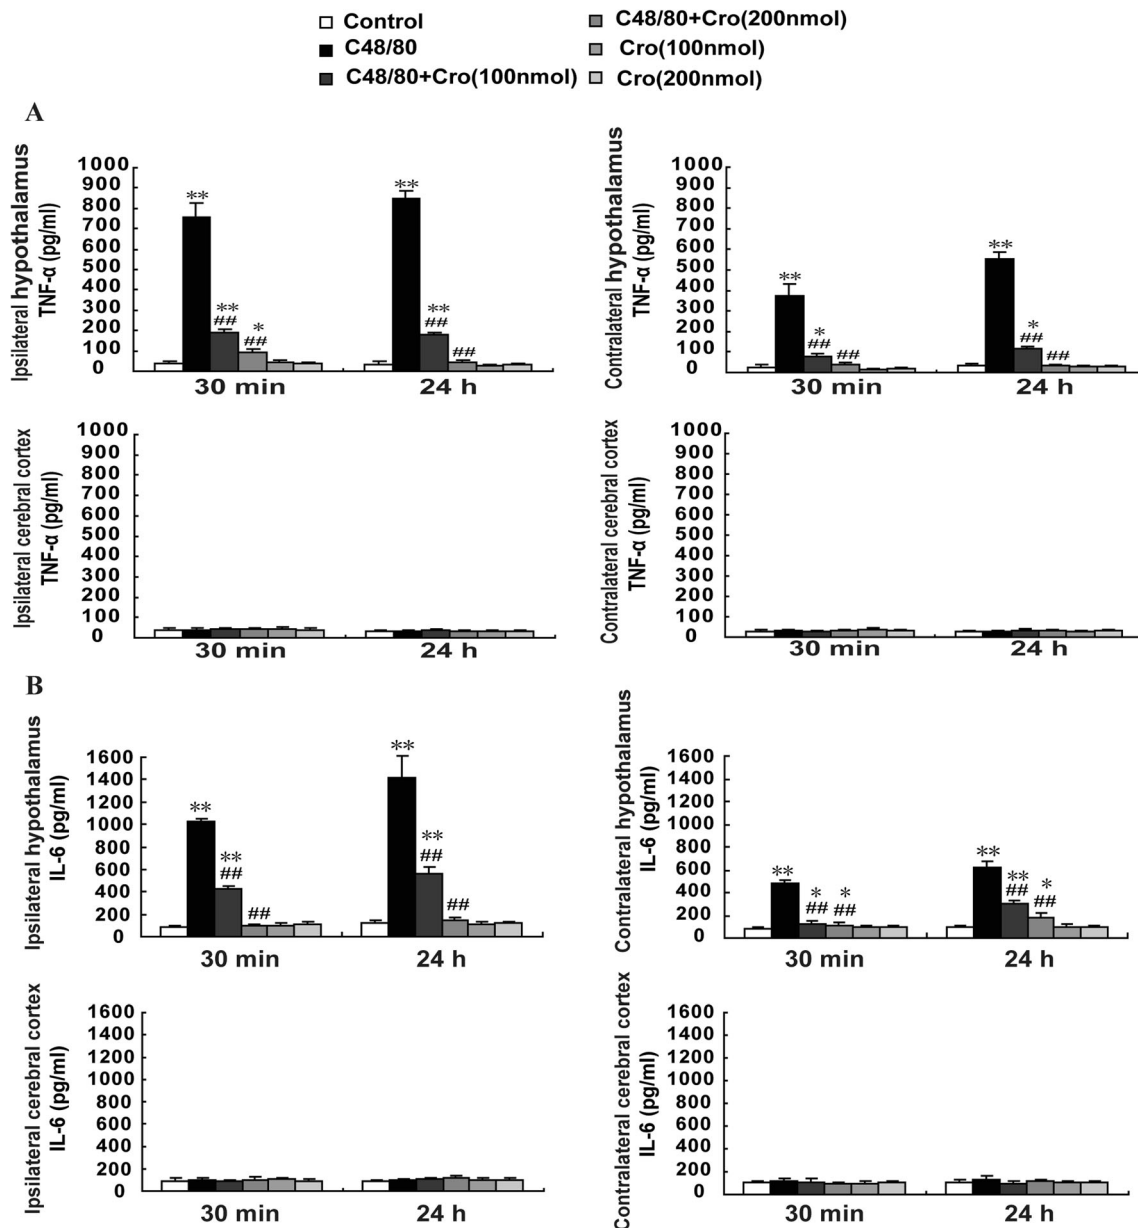 Control
C48/80
C48/80+Cro(100nmol)
C48/80+Cro(200nmol)
Cro(100nmol)
Cro(200nmol)
A
Ipsilateral hypothalamus
TNF-α (pg/ml)
1000
900
800
700
600
500
400
300
200
100
0
**
**
##
*
##
**
**
##
##
30 min
24 h
Contralateral hypothalamus
TNF-α (pg/ml)
1000
900
800
700
600
500
400
300
200
100
0
**
*
##
##
**
*
##
##
30 min
24 h
Ipsilateral cerebral cortex
TNF-α (pg/ml)
1000
900
800
700
600
500
400
300
200
100
0
30 min
24 h
Contralateral cerebral cortex
TNF-α (pg/ml)
1000
900
800
700
600
500
400
300
200
100
0
30 min
24 h
B
Ipsilateral hypothalamus
IL-6 (pg/ml)
1600
1400
1200
1000
800
600
400
200
0
**
**
##
##
**
**
##
##
30 min
24 h
Contralateral hypothalamus
IL-6 (pg/ml)
1600
1400
1200
1000
800
600
400
200
0
**
*
##
*
##
**
**
##
*
##
30 min
24 h
Ipsilateral cerebral cortex
IL-6 (pg/ml)
1600
1400
1200
1000
800
600
400
200
0
30 min
24 h
Contralateral cerebral cortex
IL-6 (pg/ml)
1600
1400
1200
1000
800
600
400
200
0
30 min
24 h